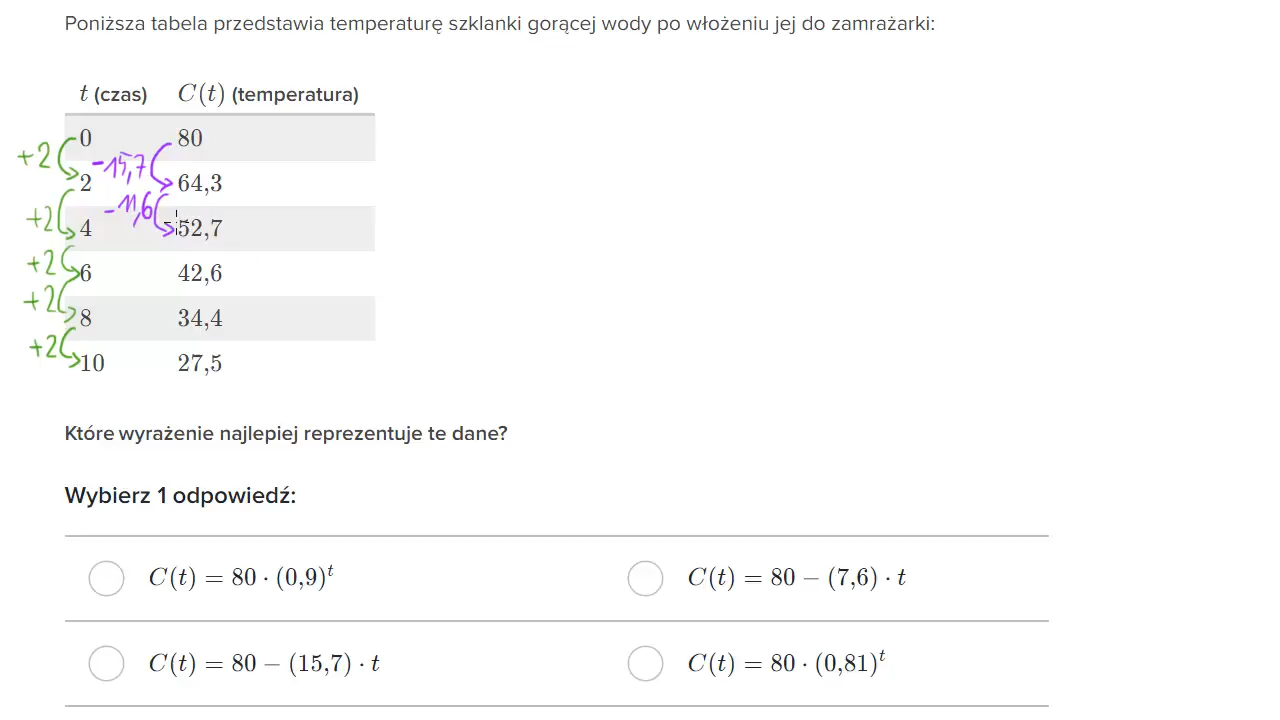 Poniższa tabela przedstawia temperaturę szklanki gorącej wody po włożeniu jej do zamrażarki:
t (czas) C(t) (temperatura)
0 80
+2 -15,7
2 64,3
+2 -11,6
4 52,7
+2
6 42,6
+2
8 34,4
+2
10 27,5
Które wyrażenie najlepiej reprezentuje te dane?
Wybierz 1 odpowiedź:
C(t) = 80 · (0,9)^t C(t) = 80 − (7,6) · t
C(t) = 80 − (15,7) · t C(t) = 80 · (0,81)^t